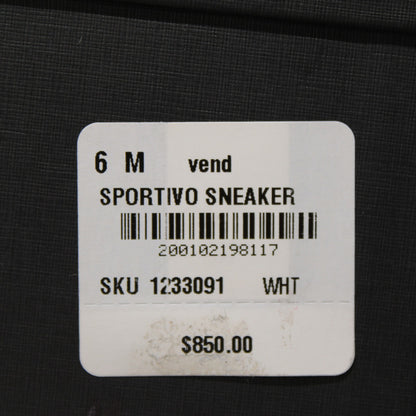 6 M vend
SPORTIVO SNEAKER
200102198117
SKU 1233091 WHT
$850.00